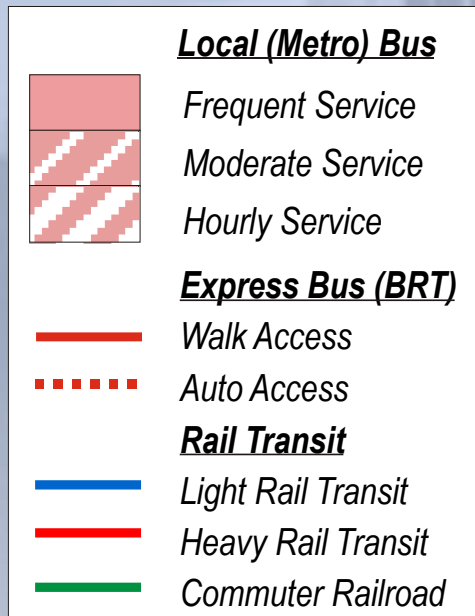 Local (Metro) Bus
Frequent Service
Moderate Service
Hourly Service
Express Bus (BRT)
Walk Access
Auto Access
Rail Transit
Light Rail Transit
Heavy Rail Transit
Commuter Railroad